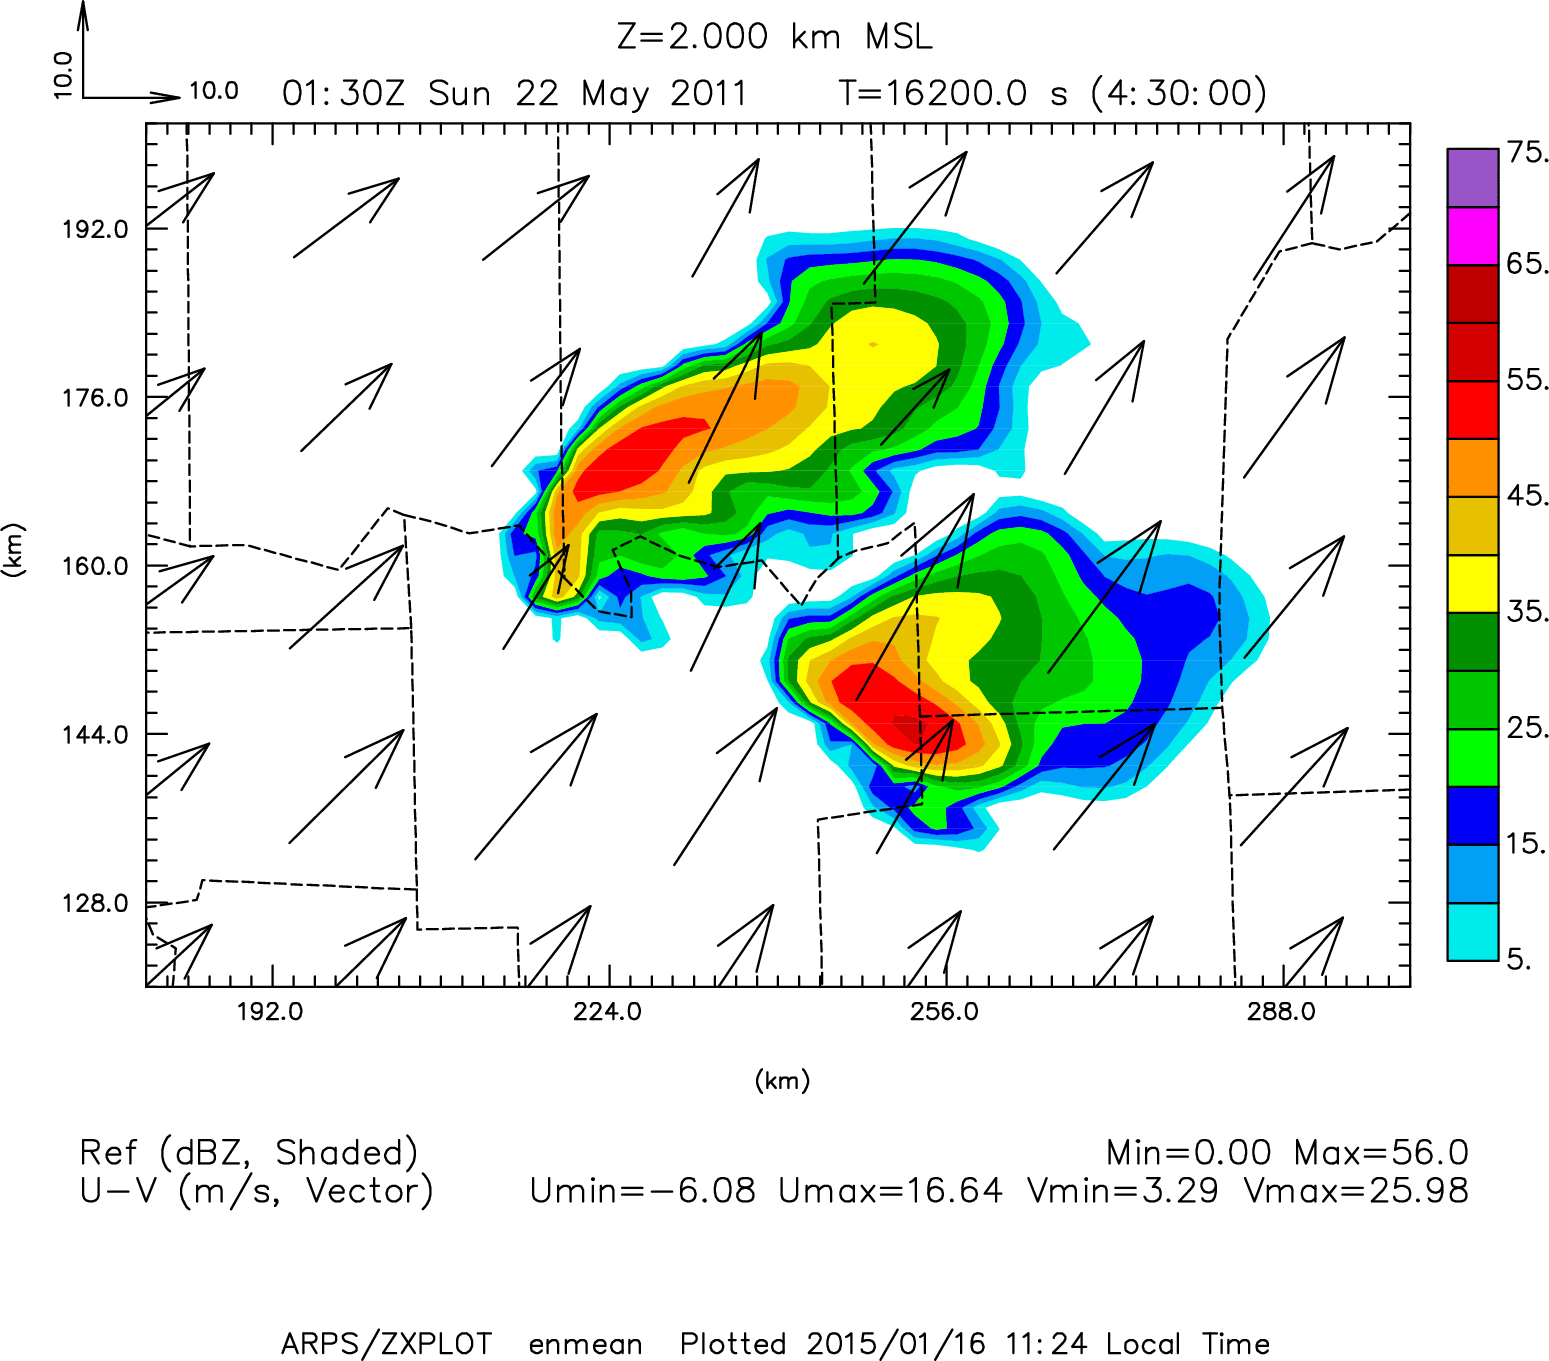 Z=2.000 km MSL
10.0
10.0
01:30Z Sun 22 May 2011 T=16200.0 s (4:30:00)
75.
65.
55.
45.
35.
25.
15.
5.
192.0
176.0
160.0
144.0
128.0
(km)
192.0 224.0 256.0 288.0
(km)
Ref (dBZ, Shaded) Min=0.00 Max=56.0
U-V (m/s, Vector) Umin=-6.08 Umax=16.64 Vmin=3.29 Vmax=25.98
ARPS/ZXPLOT enmean Plotted 2015/01/16 11:24 Local Time